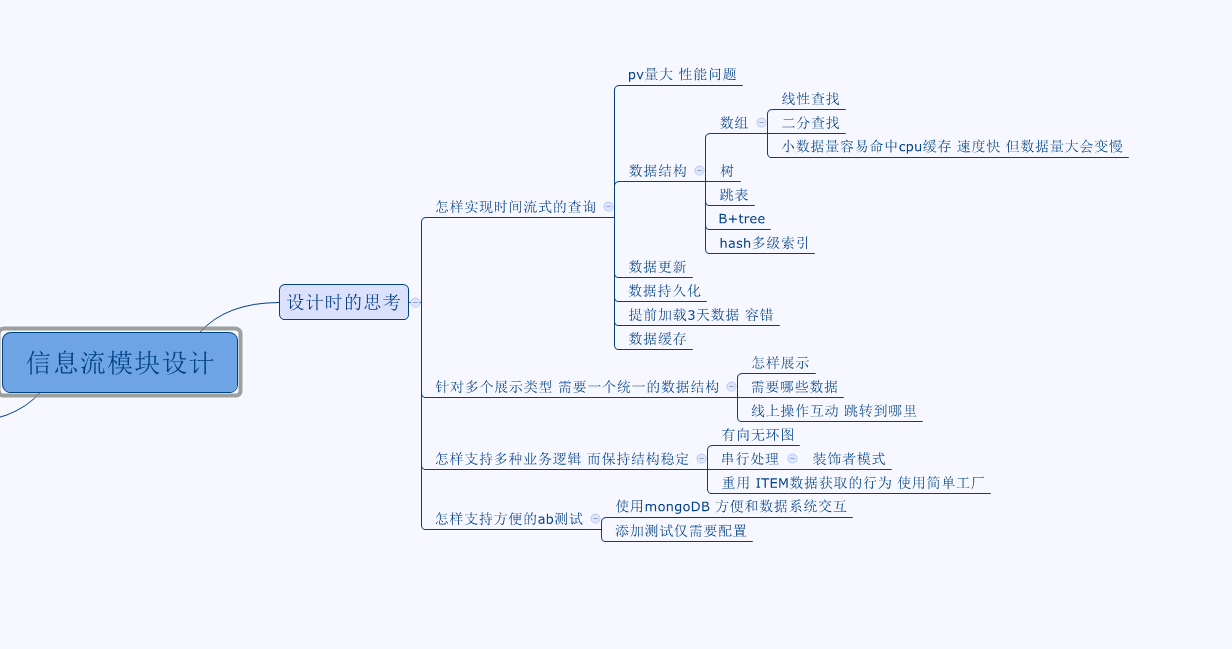 信息流模块设计
设计时的思考
怎样实现时间流式的查询
pv量大 性能问题
数据结构
数组
线性查找
二分查找
小数据量容易命中cpu缓存 速度快 但数据量大会变慢
树
跳表
B+tree
hash多级索引
数据更新
数据持久化
提前加载3天数据 容错
数据缓存
针对多个展示类型 需要一个统一的数据结构
怎样展示
需要哪些数据
线上操作互动 跳转到哪里
怎样支持多种业务逻辑 而保持结构稳定
有向无环图
串行处理
装饰者模式
重用 ITEM数据获取的行为 使用简单工厂
怎样支持方便的ab测试
使用mongoDB 方便和数据系统交互
添加测试仅需要配置